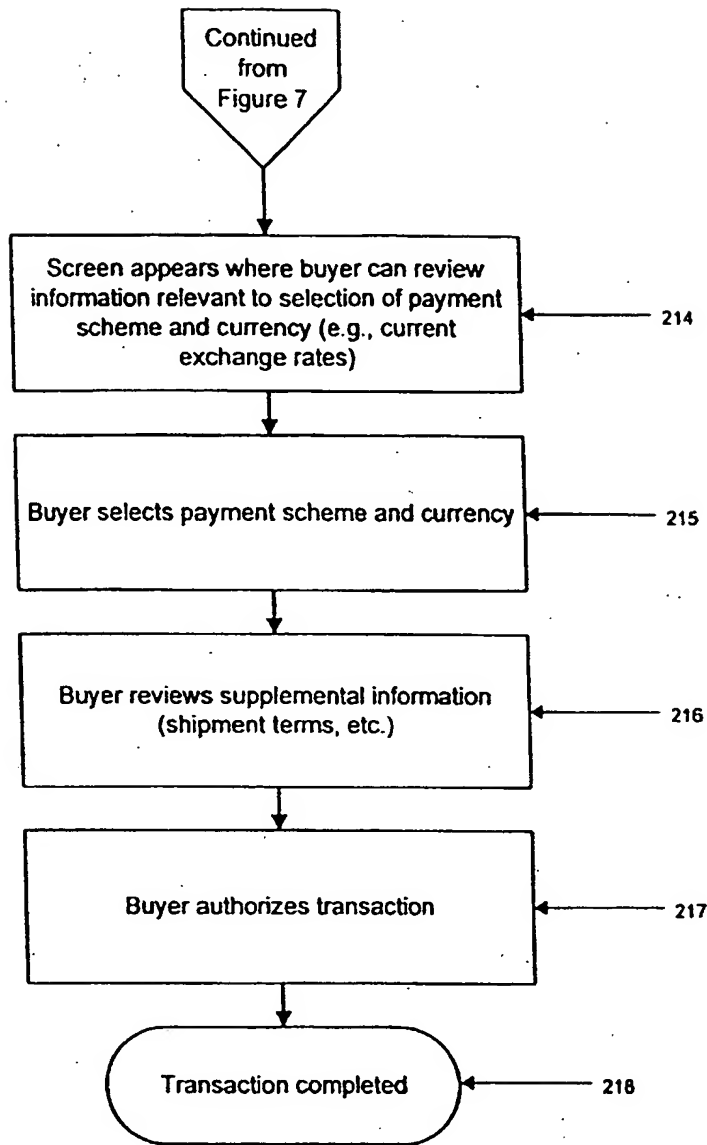 Continued
from
Figure 7
Screen appears where buyer can review
information relevant to selection of payment
scheme and currency (e.g., current
exchange rates)
214
Buyer selects payment scheme and currency
215
Buyer reviews supplemental information
(shipment terms, etc.)
216
Buyer authorizes transaction
217
Transaction completed
218